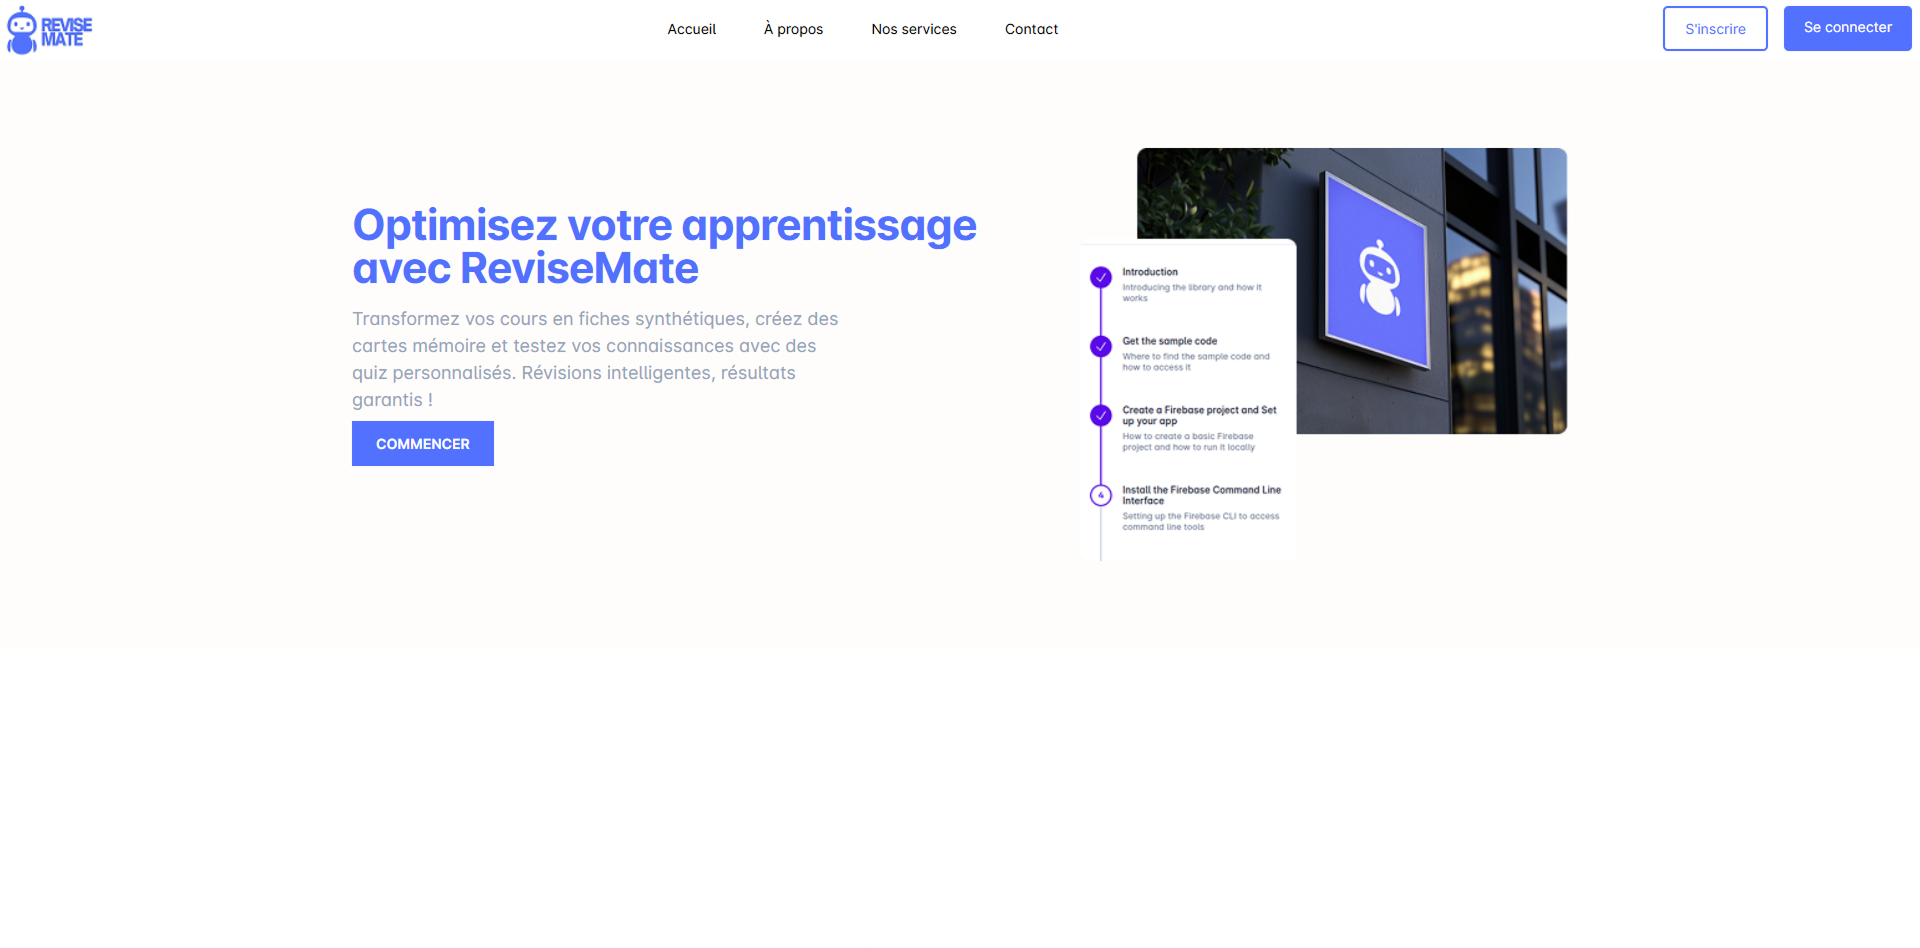 REVISE
MATE
Accueil
À propos
Nos services
Contact
S'inscrire
Se connecter
Optimisez votre apprentissage
avec ReviseMate
Transformez vos cours en fiches synthétiques, créez des
cartes mémoire et testez vos connaissances avec des
quiz personnalisés. Révisions intelligentes, résultats
garantis !
COMMENCER
Introduction
Introducing the library and how it
works
Get the sample code
Where to find the sample code and
how to access it
Create a Firebase project and Set
up your app
How to create a basic Firebase
project and how to run it locally
4
Install the Firebase Command Line
Interface
Setting up the Firebase CLI to access
command line tools